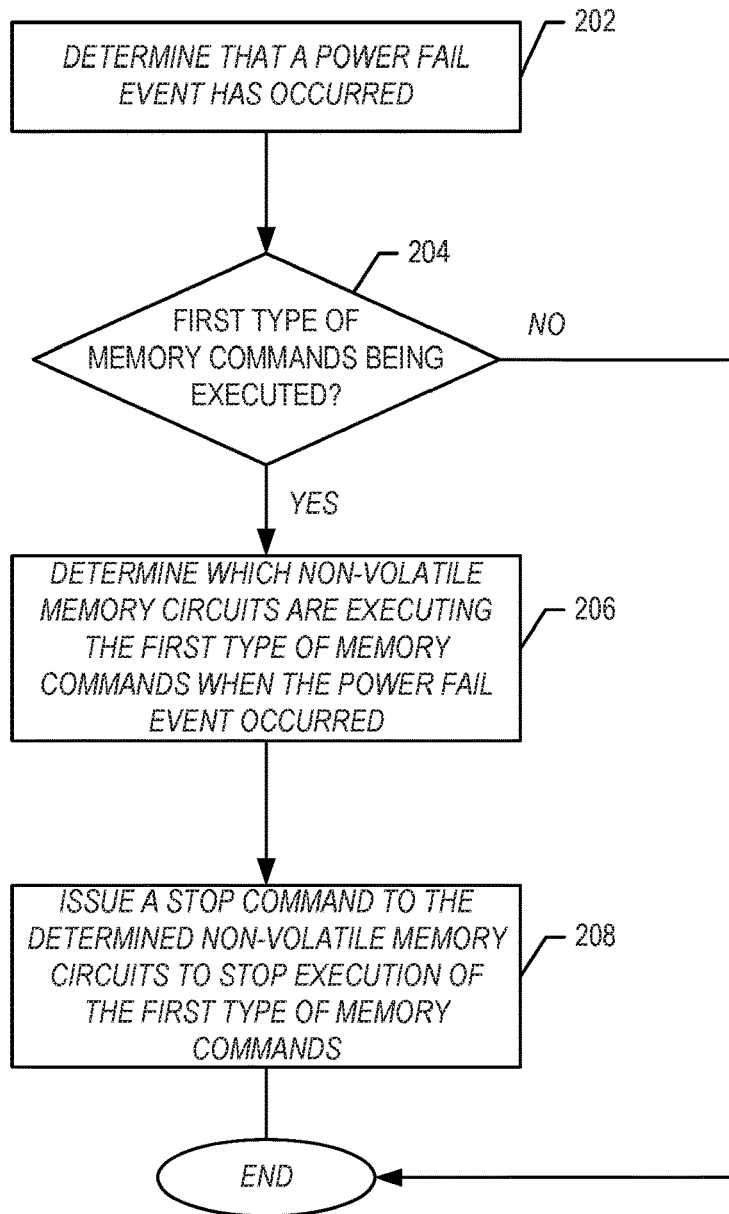 202
DETERMINE THAT A POWER FAIL
EVENT HAS OCCURRED
204
FIRST TYPE OF
MEMORY COMMANDS BEING
EXECUTED?
NO
YES
DETERMINE WHICH NON-VOLATILE
MEMORY CIRCUITS ARE EXECUTING
THE FIRST TYPE OF MEMORY
COMMANDS WHEN THE POWER FAIL
EVENT OCCURRED
206
ISSUE A STOP COMMAND TO THE
DETERMINED NON-VOLATILE MEMORY
CIRCUITS TO STOP EXECUTION OF
THE FIRST TYPE OF MEMORY
COMMANDS
208
END